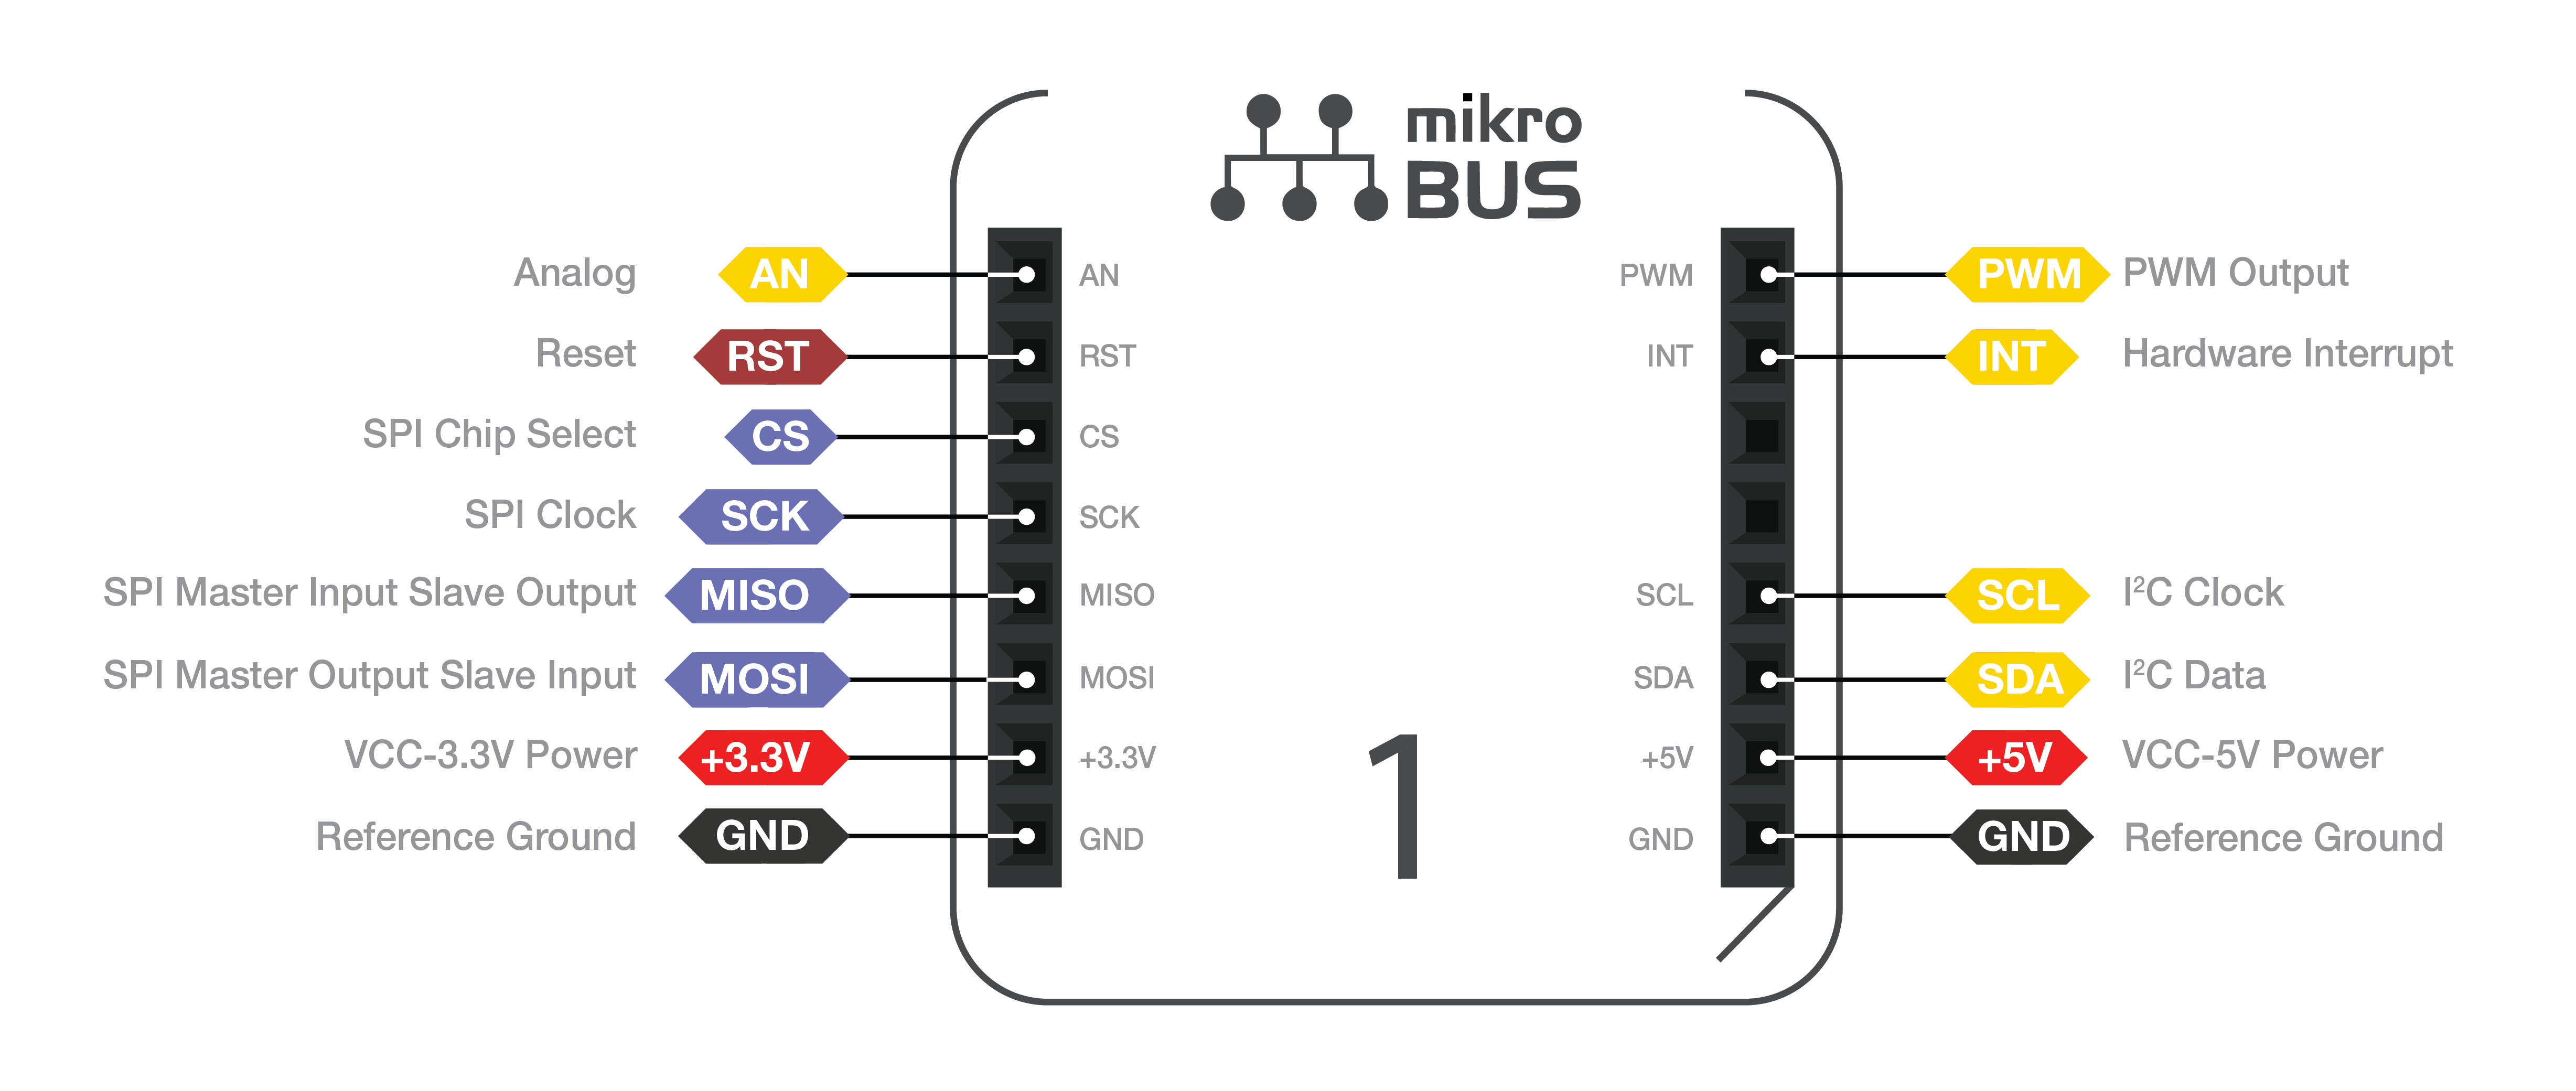 mikro
BUS
Analog AN AN PWM PWM PWM Output
Reset RST RST INT INT Hardware Interrupt
SPI Chip Select CS CS
SPI Clock SCK SCK
SPI Master Input Slave Output MISO MISO SCL SCL I²C Clock
SPI Master Output Slave Input MOSI MOSI SDA SDA I²C Data
VCC-3.3V Power +3.3V +3.3V +5V +5V VCC-5V Power
Reference Ground GND GND GND GND Reference Ground
1